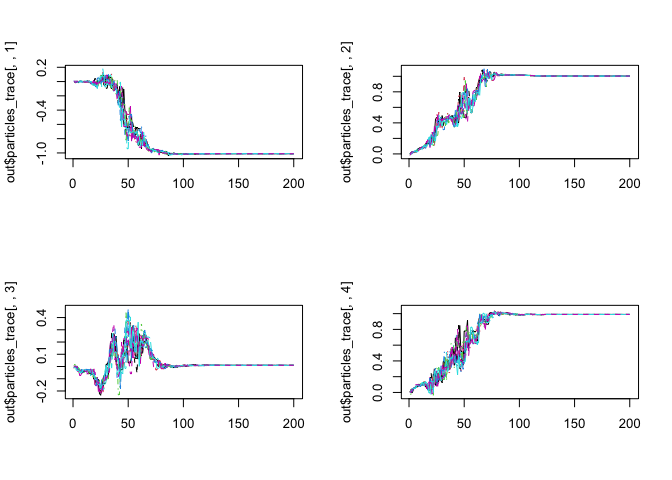 out$particles_trace[, , 1]
-1.0 -0.4 0.2
0 50 100 150 200
out$particles_trace[, , 2]
0.0 0.4 0.8
0 50 100 150 200
out$particles_trace[, , 3]
-0.2 0.1 0.4
0 50 100 150 200
out$particles_trace[, , 4]
0.0 0.4 0.8
0 50 100 150 200